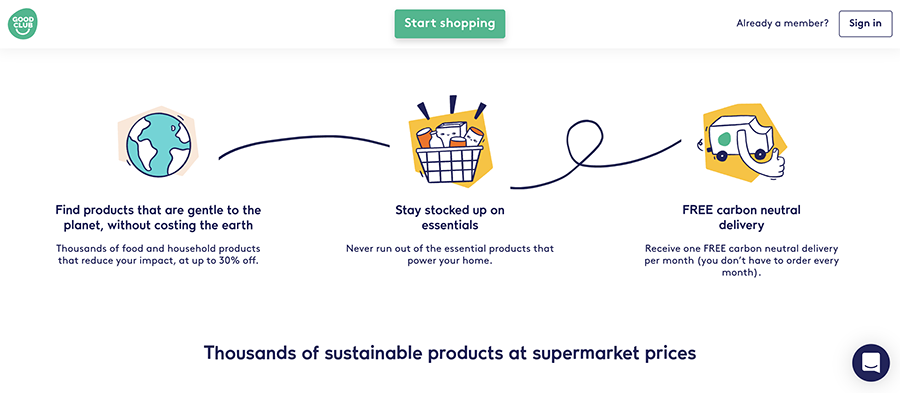 GOOD
CLUB
Start shopping
Already a member?
Sign in
Find products that are gentle to the
planet, without costing the earth
Thousands of food and household products
that reduce your impact, at up to 30% off.
Stay stocked up on
essentials
Never run out of the essential products that
power your home.
FREE carbon neutral
delivery
Receive one FREE carbon neutral delivery
per month (you don't have to order every
month).
Thousands of sustainable products at supermarket prices